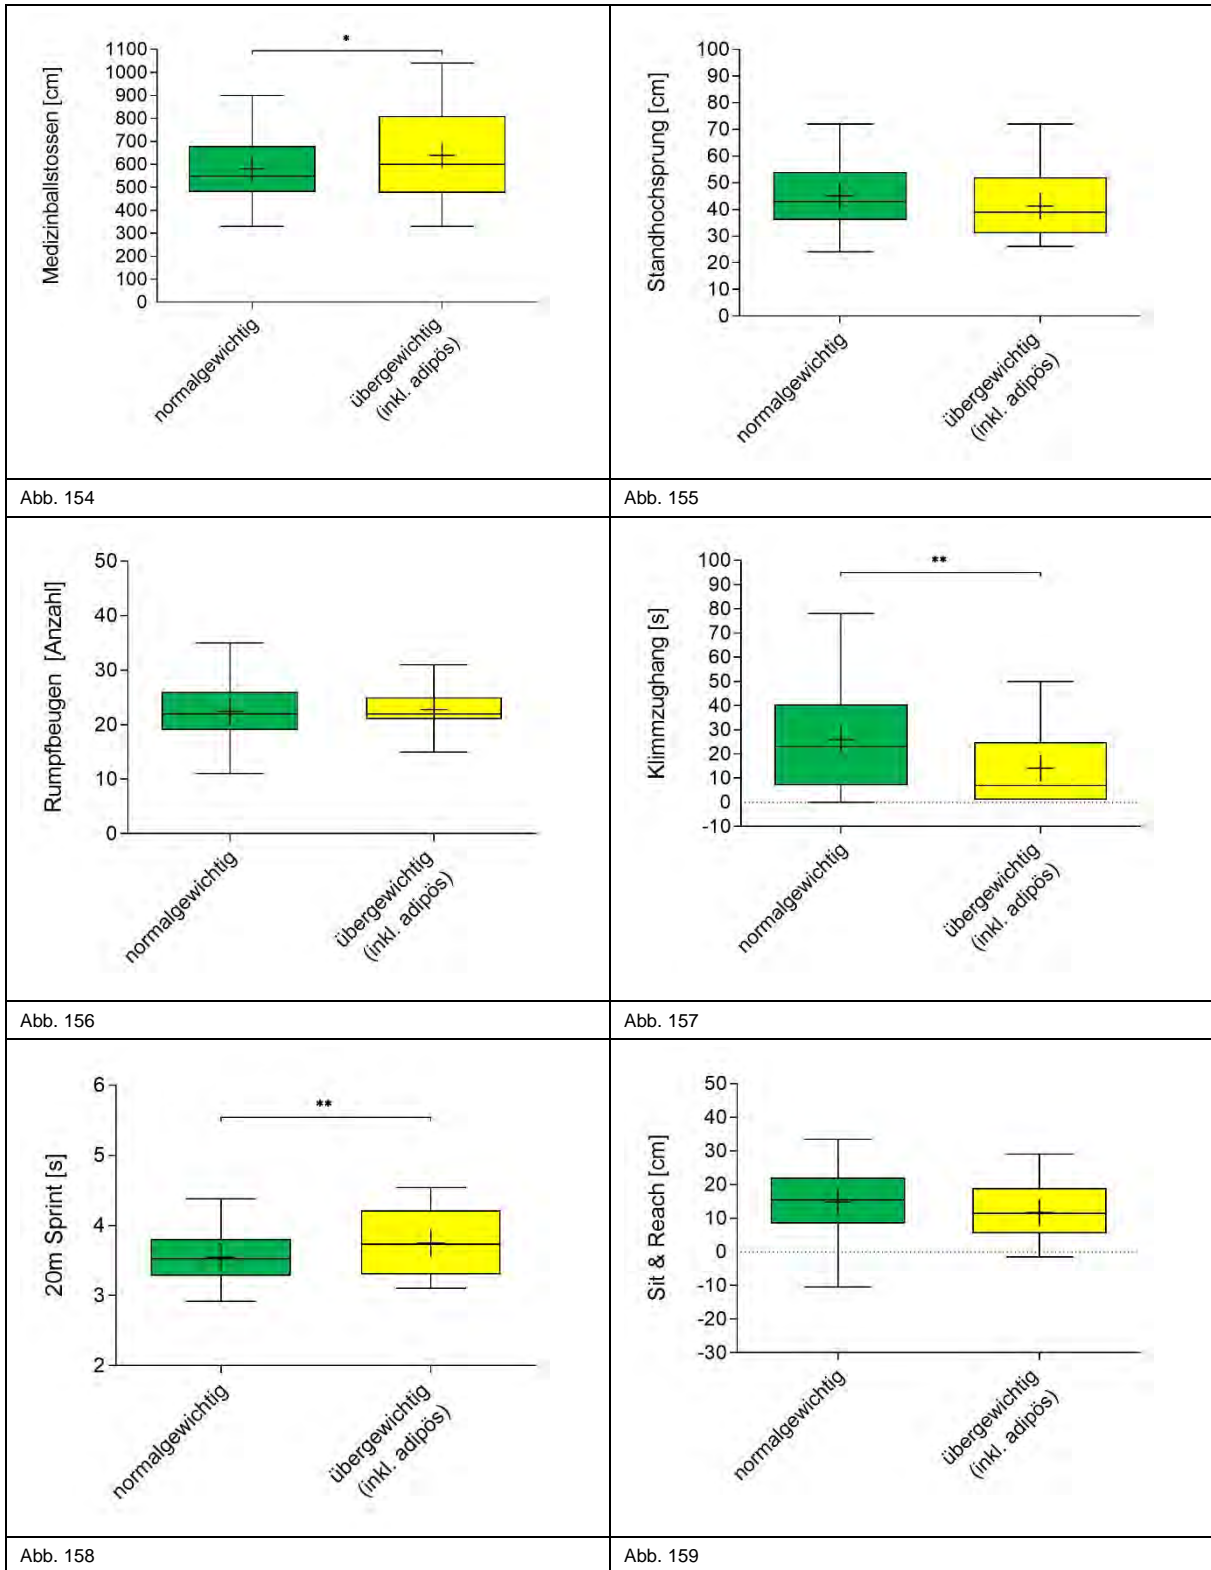 *
Medizinballstossen [cm]
1100
1000
900
800
700
600
500
400
300
200
100
0
normalgewichtig
übergewichtig
(inkl. adipös)
Standhochsprung [cm]
100
90
80
70
60
50
40
30
20
10
0
normalgewichtig
übergewichtig
(inkl. adipös)
Abb. 154
Abb. 155
Rumpfbeugen [Anzahl]
50
40
30
20
10
0
normalgewichtig
übergewichtig
(inkl. adipös)
**
Klimmzughang [s]
100
90
80
70
60
50
40
30
20
10
0
-10
normalgewichtig
übergewichtig
(inkl. adipös)
Abb. 156
Abb. 157
**
20m Sprint [s]
6
5
4
3
2
normalgewichtig
übergewichtig
(inkl. adipös)
Sit & Reach [cm]
50
40
30
20
10
0
-10
-20
-30
normalgewichtig
übergewichtig
(inkl. adipös)
Abb. 158
Abb. 159